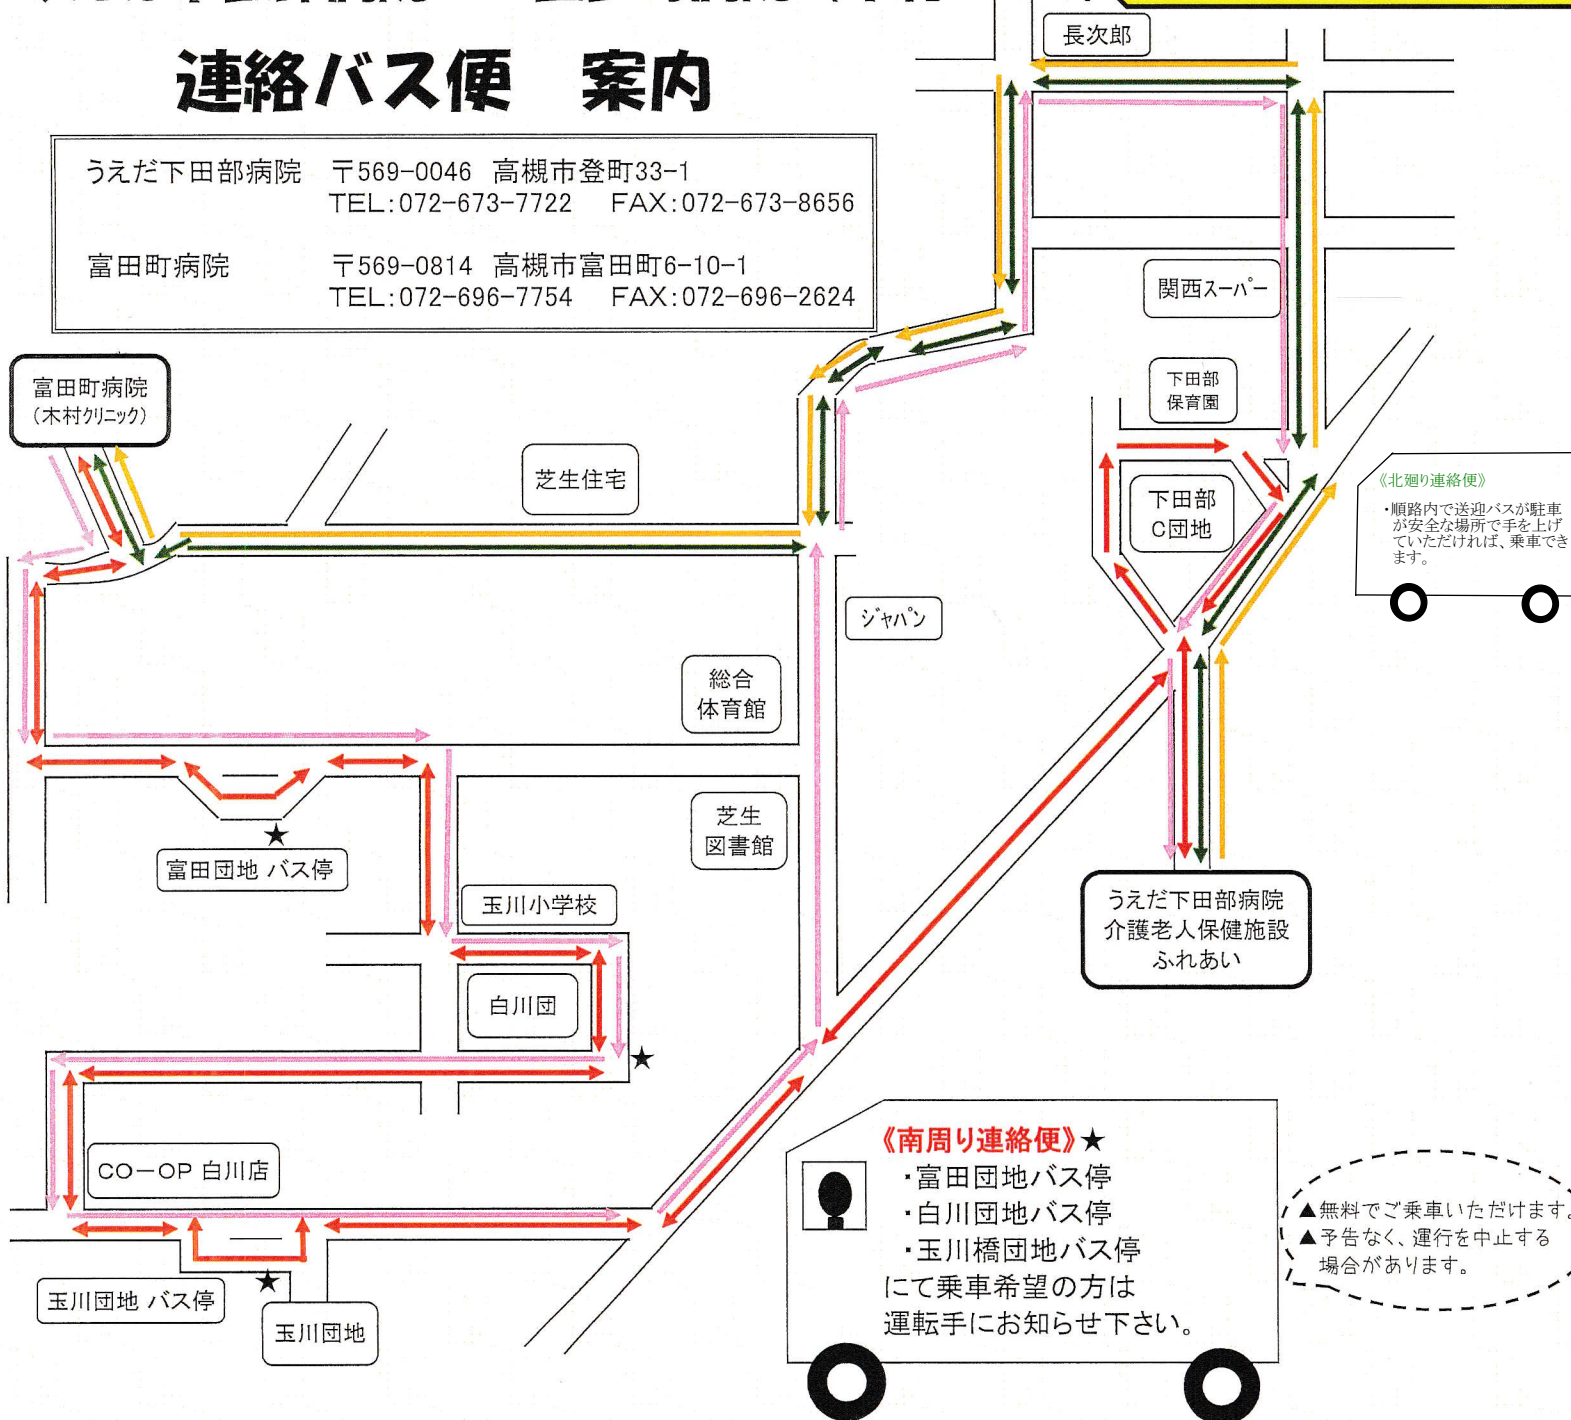 連絡バス便　案内
うえだ下田部病院　〒569-0046 高槻市登町33-1
TEL:072-673-7722　FAX:072-673-8656
富田町病院　〒569-0814 高槻市富田町6-10-1
TEL:072-696-7754　FAX:072-696-2624
長次郎
関西スーパー
下田部
保育園
富田町病院
（木村クリニック）
芝生住宅
下田部
C団地
《北廻り連絡便》
・順路内で送迎バスが駐車
が安全な場所で手を上げ
ていただければ、乗車でき
ます。
ジャパン
総合
体育館
芝生
図書館
富田団地 バス停
★
玉川小学校
うえだ下田部病院
介護老人保健施設
ふれあい
白川団
★
CO-OP 白川店
玉川団地 バス停
★
玉川団地
《南周り連絡便》★
・富田団地バス停
・白川団地バス停
・玉川橋団地バス停
にて乗車希望の方は
運転手にお知らせ下さい。
▲無料でご乗車いただけます。
▲予告なく、運行を中止する
場合があります。